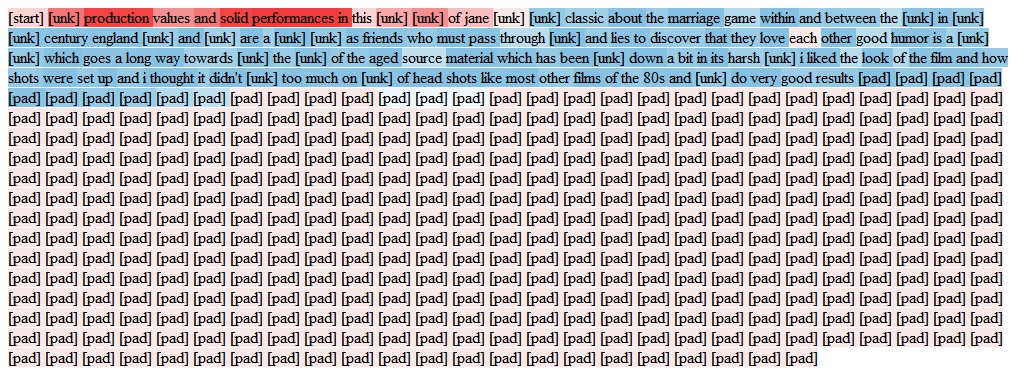 [start] [unk] production values and solid performances in this [unk] [unk] of jane [unk] [unk] classic about the marriage game within and between the [unk] in [unk]
[unk] century england [unk] and [unk] are a [unk] [unk] as friends who must pass through [unk] and lies to discover that they love each other good humor is a [unk]
[unk] which goes a long way towards [unk] the [unk] of the aged source material which has been [unk] down a bit in its harsh [unk] i liked the look of the film and how
shots were set up and i thought it didn't [unk] too much on [unk] of head shots like most other films of the 80s and [unk] do very good results [pad] [pad] [pad] [pad]
[pad] [pad] [pad] [pad] [pad] [pad] [pad] [pad] [pad] [pad] [pad] [pad] [pad] [pad] [pad] [pad] [pad] [pad] [pad] [pad] [pad] [pad] [pad] [pad] [pad] [pad] [pad]
[pad] [pad] [pad] [pad] [pad] [pad] [pad] [pad] [pad] [pad] [pad] [pad] [pad] [pad] [pad] [pad] [pad] [pad] [pad] [pad] [pad] [pad] [pad] [pad] [pad] [pad] [pad]
[pad] [pad] [pad] [pad] [pad] [pad] [pad] [pad] [pad] [pad] [pad] [pad] [pad] [pad] [pad] [pad] [pad] [pad] [pad] [pad] [pad] [pad] [pad] [pad] [pad] [pad] [pad]
[pad] [pad] [pad] [pad] [pad] [pad] [pad] [pad] [pad] [pad] [pad] [pad] [pad] [pad] [pad] [pad] [pad] [pad] [pad] [pad] [pad] [pad] [pad] [pad] [pad] [pad] [pad]
[pad] [pad] [pad] [pad] [pad] [pad] [pad] [pad] [pad] [pad] [pad] [pad] [pad] [pad] [pad] [pad] [pad] [pad] [pad] [pad] [pad] [pad] [pad] [pad] [pad] [pad] [pad]
[pad] [pad] [pad] [pad] [pad] [pad] [pad] [pad] [pad] [pad] [pad] [pad] [pad] [pad] [pad] [pad] [pad] [pad] [pad] [pad] [pad] [pad] [pad] [pad] [pad] [pad] [pad]
[pad] [pad] [pad] [pad] [pad] [pad] [pad] [pad] [pad] [pad] [pad] [pad] [pad] [pad] [pad] [pad] [pad] [pad] [pad] [pad] [pad] [pad] [pad] [pad] [pad] [pad] [pad]
[pad] [pad] [pad] [pad] [pad] [pad] [pad] [pad] [pad] [pad] [pad] [pad] [pad] [pad] [pad] [pad] [pad] [pad] [pad] [pad] [pad] [pad] [pad] [pad] [pad] [pad] [pad]
[pad] [pad] [pad] [pad] [pad] [pad] [pad] [pad] [pad] [pad] [pad] [pad] [pad] [pad] [pad] [pad] [pad] [pad] [pad] [pad] [pad] [pad] [pad] [pad] [pad] [pad] [pad]
[pad] [pad] [pad] [pad] [pad] [pad] [pad] [pad] [pad] [pad] [pad] [pad] [pad] [pad] [pad] [pad] [pad] [pad] [pad] [pad] [pad] [pad] [pad] [pad] [pad] [pad] [pad]
[pad] [pad] [pad] [pad] [pad] [pad] [pad] [pad] [pad] [pad] [pad] [pad] [pad] [pad] [pad] [pad] [pad] [pad] [pad] [pad] [pad] [pad] [pad] [pad] [pad] [pad] [pad]
[pad] [pad] [pad] [pad] [pad] [pad] [pad] [pad] [pad] [pad] [pad] [pad] [pad] [pad] [pad] [pad] [pad] [pad] [pad] [pad] [pad] [pad] [pad] [pad] [pad] [pad] [pad]
[pad] [pad] [pad] [pad] [pad] [pad] [pad] [pad] [pad] [pad] [pad] [pad] [pad] [pad] [pad] [pad] [pad] [pad] [pad] [pad] [pad] [pad] [pad] [pad] [pad] [pad] [pad]
[pad] [pad] [pad] [pad] [pad] [pad] [pad] [pad] [pad] [pad] [pad] [pad] [pad] [pad] [pad] [pad] [pad] [pad] [pad] [pad] [pad] [pad]